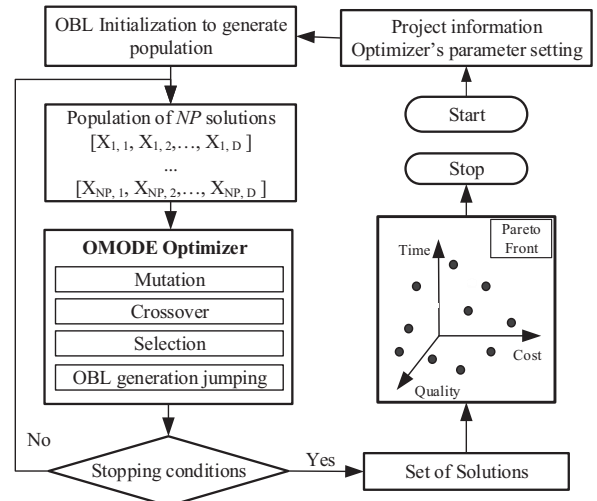 OBL Initialization to generate
population
Project information
Optimizer's parameter setting
Start
Population of NP solutions
[X1, 1, X1, 2,..., X1, D ]
...
[XNP, 1, XNP, 2,..., XNP, D ]
Stop
OMODE Optimizer
Mutation
Crossover
Selection
OBL generation jumping
Pareto
Front
Time
Cost
Quality
No
Stopping conditions
Yes
Set of Solutions